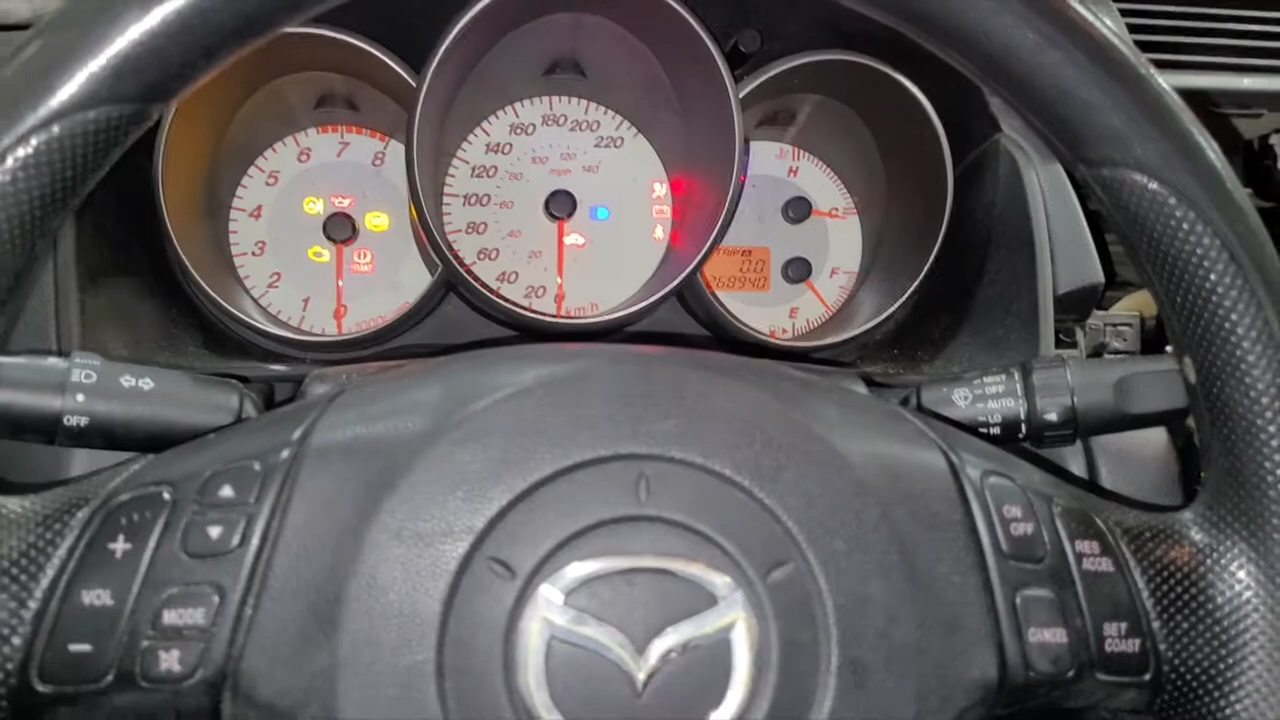 6 7 8
5
4
3
2
1
0
160 180 200
140 220
120 100 120
80 mph 140
100 60
80 40
60 20
40
20 0 km/h
H
C
TRIP A
0.0
268940
F
E
AUTO
OFF
MIST
OFF
AUTO
LO
HI
+
VOL
-
MODE
ON
OFF
RES
ACCEL
CANCEL
SET
COAST